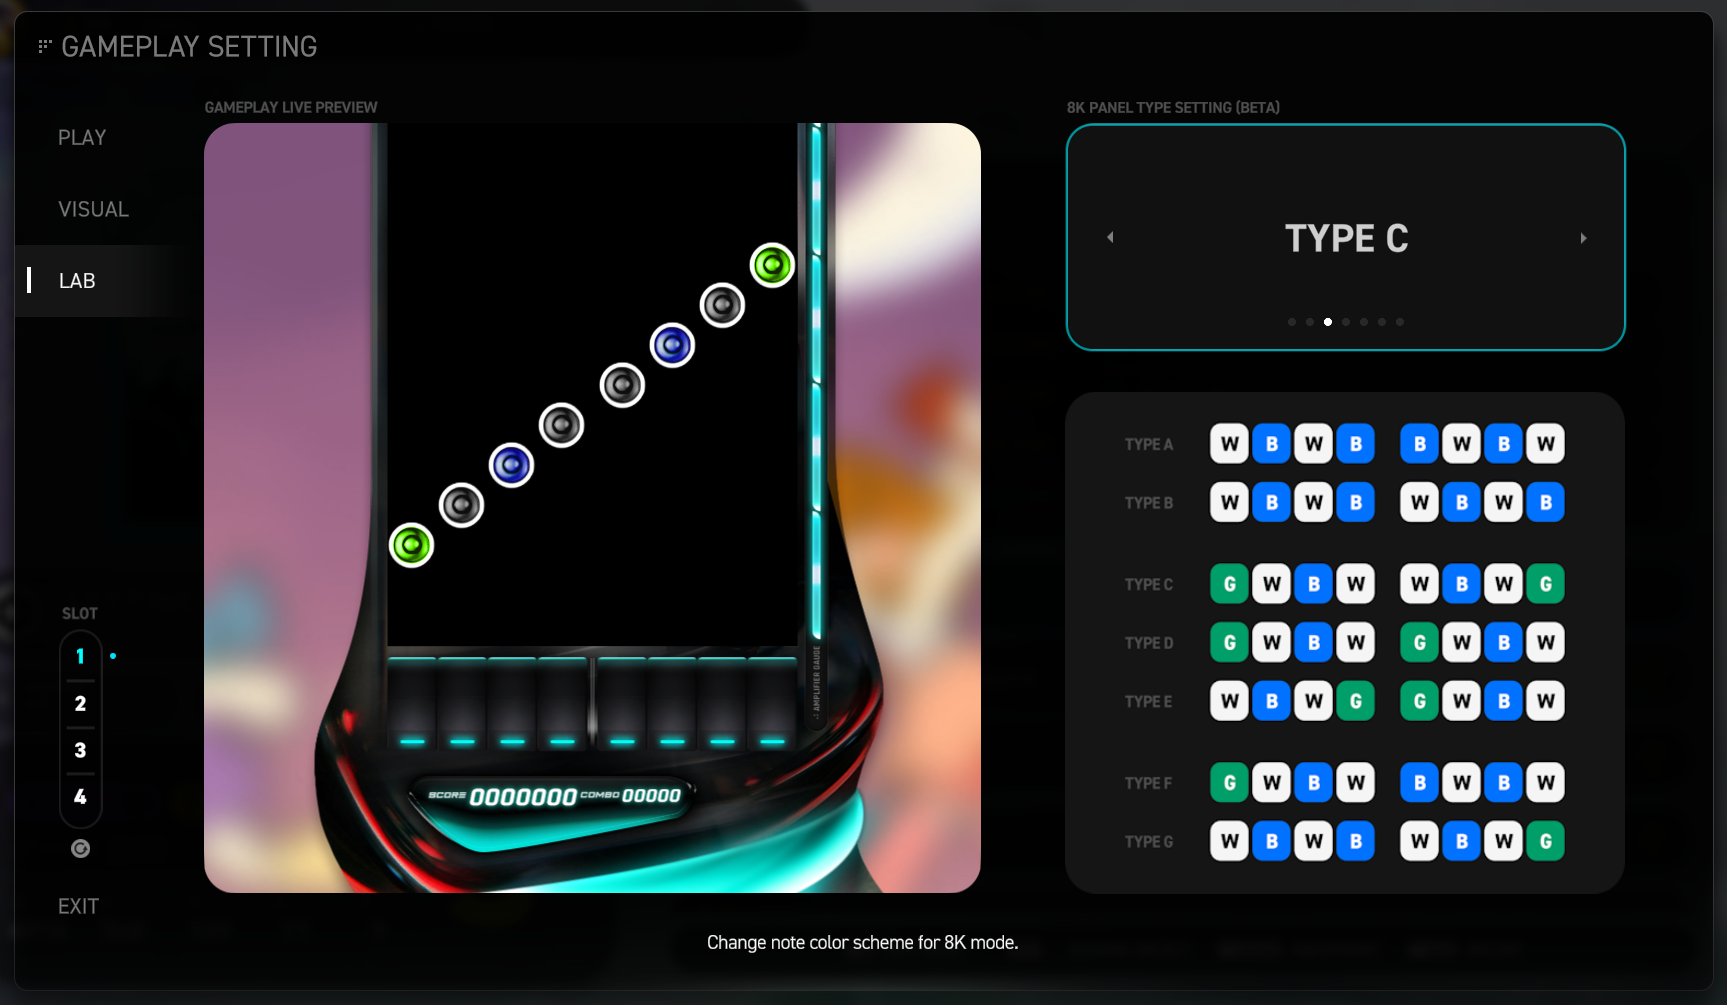 GAMEPLAY SETTING
PLAY
VISUAL
LAB
SLOT
1
2
3
4
EXIT
GAMEPLAY LIVE PREVIEW
AMPLIFIER GAUGE
SCORE 0000000 COMBO 00000
8K PANEL TYPE SETTING (BETA)
TYPE C
TYPE A W B W B B W B W
TYPE B W B W B W B W B
TYPE C G W B W W B W G
TYPE D G W B W G W B W
TYPE E W B W G G W B W
TYPE F G W B W B W B W
TYPE G W B W B W B W G
Change note color scheme for 8K mode.